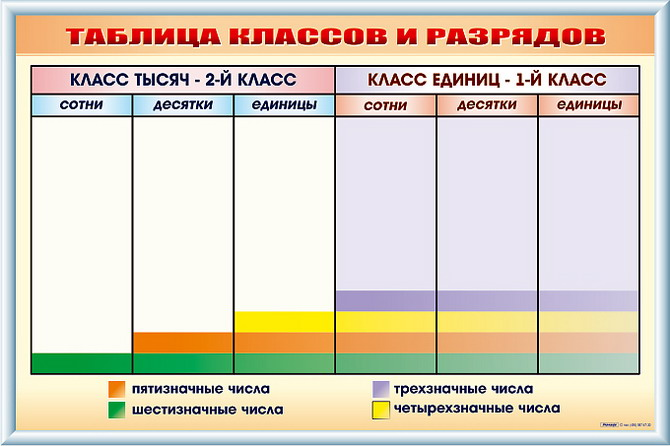 ТАБЛИЦА КЛАССОВ И РАЗРЯДОВ
КЛАСС ТЫСЯЧ - 2-Й КЛАСС КЛАСС ЕДИНИЦ - 1-Й КЛАСС
СОТНИ ДЕСЯТКИ ЕДИНИЦЫ СОТНИ ДЕСЯТКИ ЕДИНИЦЫ
пятизначные числа трехзначные числа
шестизначные числа четырехзначные числа